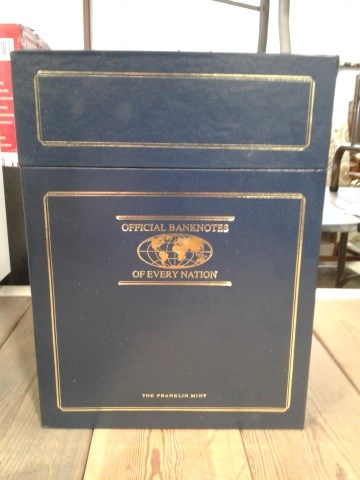 OFFICIAL BANKNOTES
OF EVERY NATION
THE FRANKLIN MINT